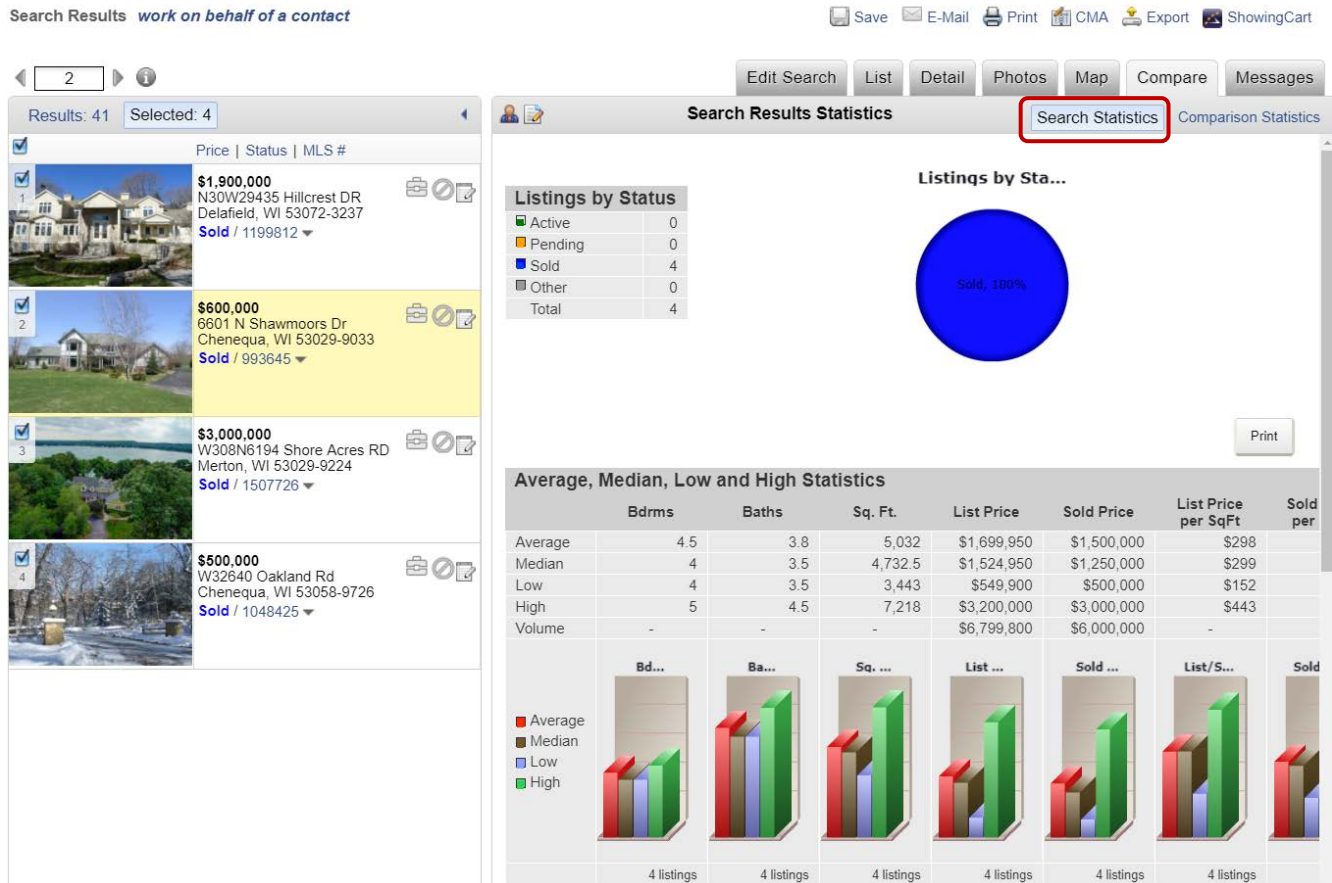 Search Results work on behalf of a contact
Save E-Mail Print CMA Export ShowingCart
2
Edit Search List Detail Photos Map Compare Messages
Results: 41 Selected: 4
Search Results Statistics
Search Statistics Comparison Statistics
Price | Status | MLS #
1
$1,900,000
N30W29435 Hillcrest DR
Delafield, WI 53072-3237
Sold / 1199812
2
$600,000
6601 N Shawmoors Dr
Chenequa, WI 53029-9033
Sold / 993645
3
$3,000,000
W308N6194 Shore Acres RD
Merton, WI 53029-9224
Sold / 1507726
4
$500,000
W32640 Oakland Rd
Chenequa, WI 53058-9726
Sold / 1048425
Listings by Status
Active 0
Pending 0
Sold 4
Other 0
Total 4
Listings by Sta...
Sold, 100%
Print
Average, Median, Low and High Statistics
Bdrms Baths Sq. Ft. List Price Sold Price List Price per SqFt Sold per
Average 4.5 3.8 5,032 $1,699,950 $1,500,000 $298
Median 4 3.5 4,732.5 $1,524,950 $1,250,000 $299
Low 4 3.5 3,443 $549,900 $500,000 $152
High 5 4.5 7,218 $3,200,000 $3,000,000 $443
Volume - - - $6,799,800 $6,000,000 -
Bd... Ba... Sq. ... List ... Sold ... List/S... Sold
Average
Median
Low
High
4 listings 4 listings 4 listings 4 listings 4 listings 4 listings